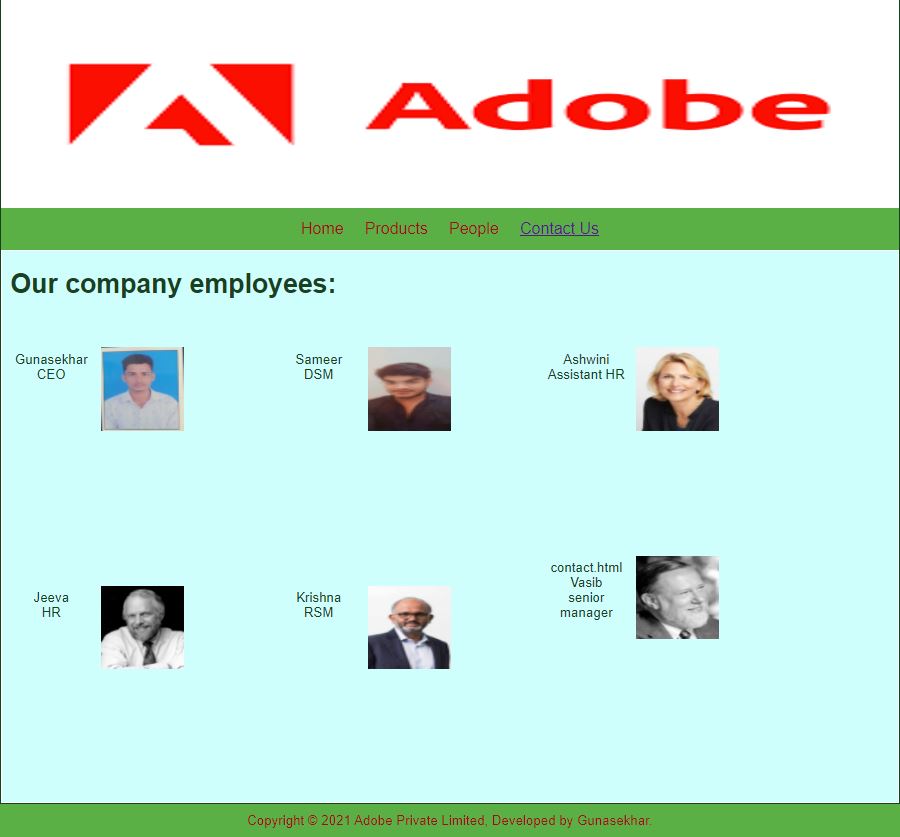 Adobe
Home Products People Contact Us
Our company employees:
Gunasekhar
CEO
Sameer
DSM
Ashwini
Assistant HR
Jeeva
HR
Krishna
RSM
contact.html
Vasib
senior
manager
Copyright © 2021 Adobe Private Limited, Developed by Gunasekhar.